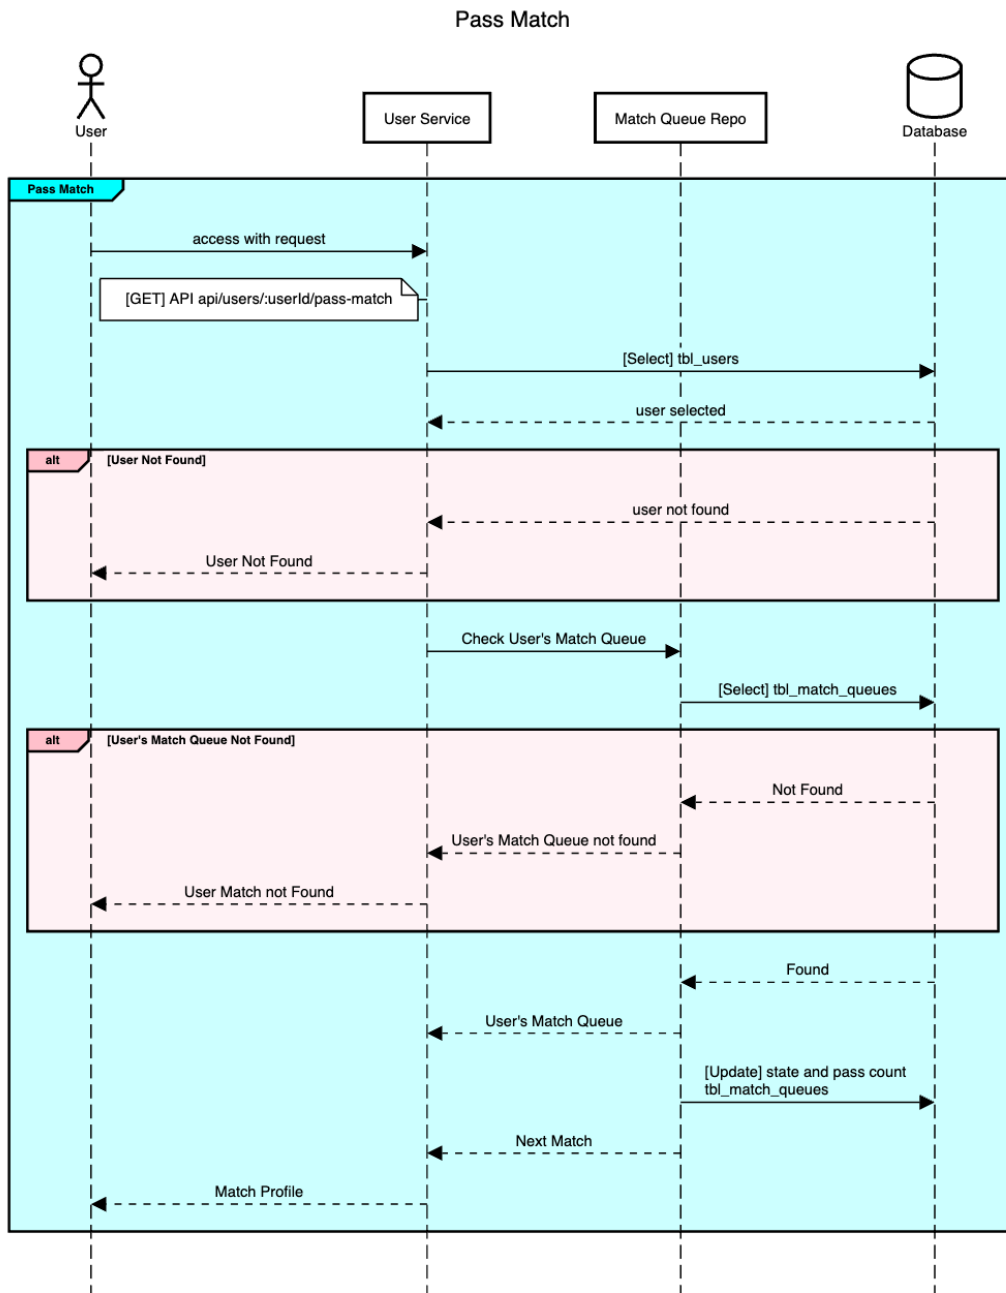 Pass Match
User
User Service
Match Queue Repo
Database
Pass Match
access with request
[GET] API api/users/:userId/pass-match
[Select] tbl_users
user selected
alt
[User Not Found]
user not found
User Not Found
Check User's Match Queue
[Select] tbl_match_queues
alt
[User's Match Queue Not Found]
Not Found
User's Match Queue not found
User Match not Found
Found
User's Match Queue
[Update] state and pass count
tbl_match_queues
Next Match
Match Profile